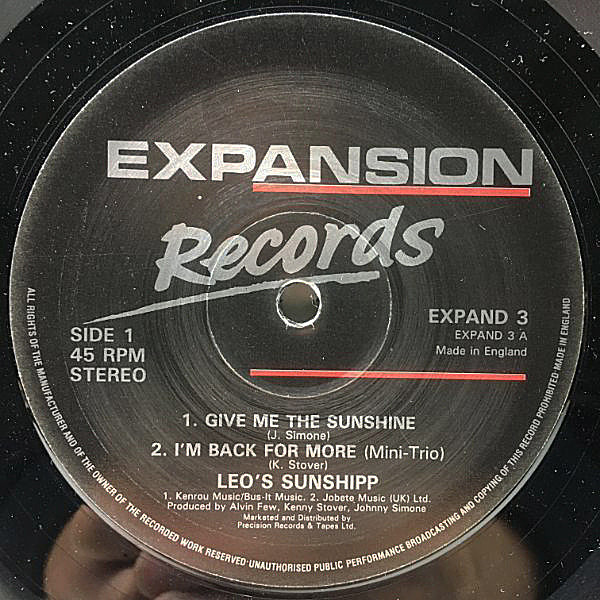 EXPANSION
Records
SIDE 1
45 RPM
STEREO
EXPAND 3
EXPAND 3 A
Made in England
1. GIVE ME THE SUNSHINE
(J. Simone)
2. I'M BACK FOR MORE (Mini-Trio)
(K. Stover)
LEO'S SUNSHIPP
1. Kenrou Music/Bus-It Music. 2. Jobete Music (UK) Ltd.
Produced by Alvin Few, Kenny Stover, Johnny Simone
Marketed and Distributed by
Precision Records & Tapes Ltd.
ALL RIGHTS OF THE MANUFACTURER AND OF THE OWNER OF THE RECORDED WORK RESERVED·UNAUTHORISED PUBLIC PERFORMANCE BROADCASTING AND COPYING OF THIS RECORD PROHIBITED MADE IN ENGLAND